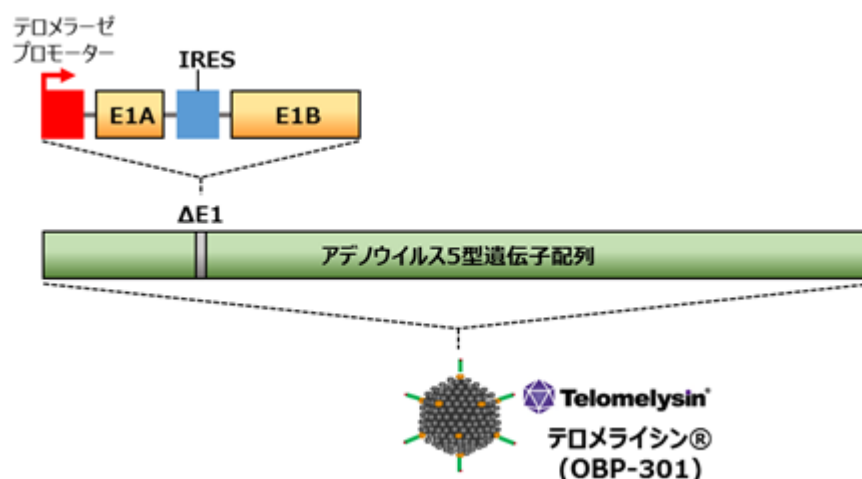 テロメラーゼ
プロモーター
IRES
E1A
E1B
ΔE1
アデノウイルス5型遺伝子配列
Telomelysin®
テロメライシン®
(OBP-301)